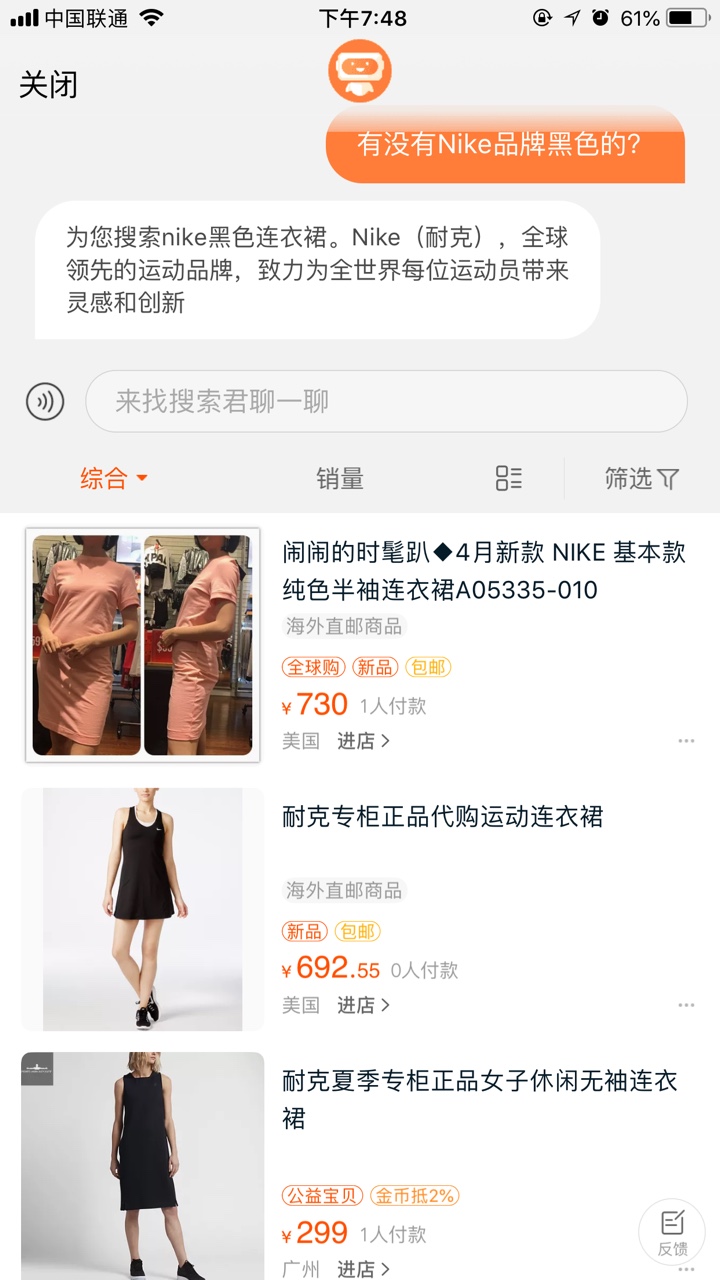 中国联通
下午7:48
61%
关闭
有没有Nike品牌黑色的?
为您搜索nike黑色连衣裙。Nike（耐克），全球
领先的运动品牌，致力为全世界每位运动员带来
灵感和创新
来找搜索君聊一聊
综合
销量
筛选
闹闹的时髦趴◆4月新款 NIKE 基本款
纯色半袖连衣裙A05335-010
海外直邮商品
全球购 新品 包邮
¥730 1人付款
美国 进店
耐克专柜正品代购运动连衣裙
海外直邮商品
新品 包邮
¥692.55 0人付款
美国 进店
耐克夏季专柜正品女子休闲无袖连衣
裙
公益宝贝 金币抵2%
¥299 1人付款
广州 进店
反馈